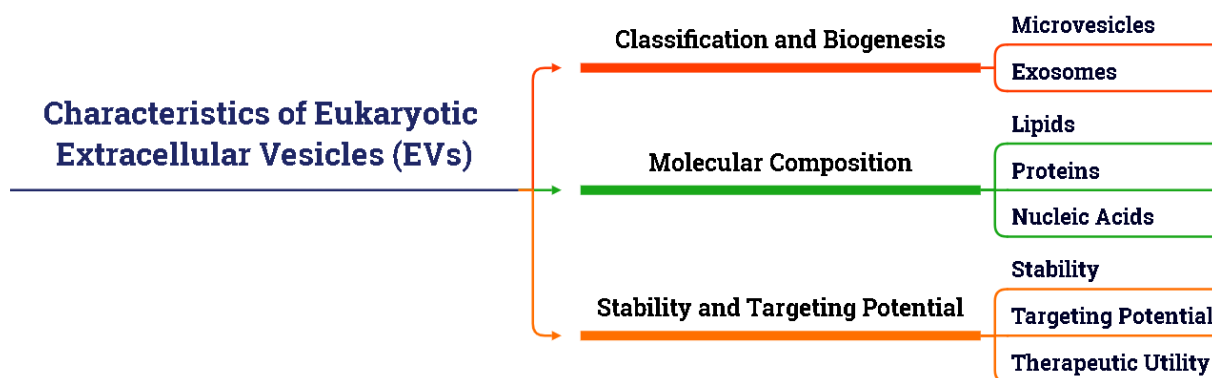 Characteristics of Eukaryotic
Extracellular Vesicles (EVs)
Classification and Biogenesis
Microvesicles
Exosomes
Molecular Composition
Lipids
Proteins
Nucleic Acids
Stability and Targeting Potential
Stability
Targeting Potential
Therapeutic Utility